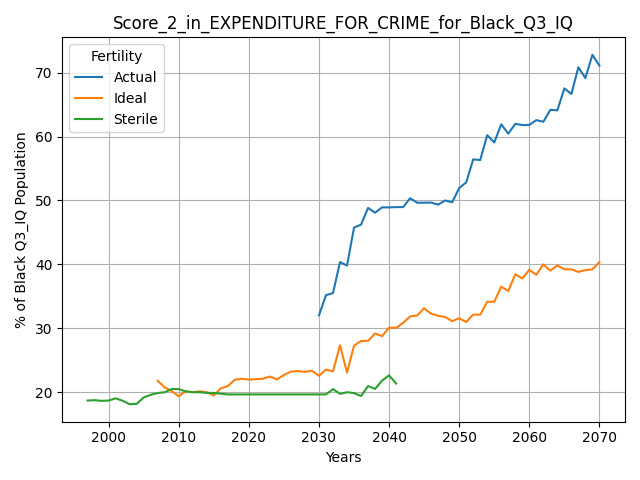 Score_2_in_EXPENDITURE_FOR_CRIME_for_Black_Q3_IQ
Fertility
Actual
Ideal
Sterile
% of Black Q3_IQ Population
70
60
50
40
30
20
2000 2010 2020 2030 2040 2050 2060 2070
Years